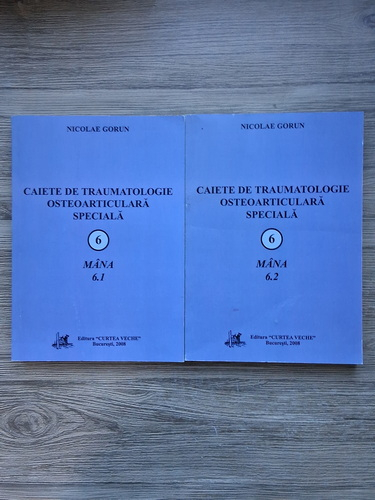 NICOLAE GORUN
CAIETE DE TRAUMATOLOGIE
OSTEOARTICULARĂ
SPECIALĂ
6
MÂNA
6.1
Editura "CURTEA VECHE"
București, 2008
NICOLAE GORUN
CAIETE DE TRAUMATOLOGIE
OSTEOARTICULARĂ
SPECIALĂ
6
MÂNA
6.2
Editura "CURTEA VECHE"
București, 2008